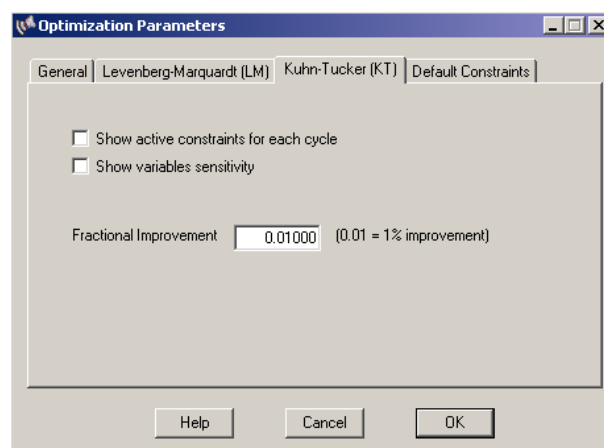 Optimization Parameters
General Levenberg-Marquardt (LM) Kuhn-Tucker (KT) Default Constraints
Show active constraints for each cycle
Show variables sensitivity
Fractional Improvement 0.01000 (0.01 = 1% improvement)
Help Cancel OK